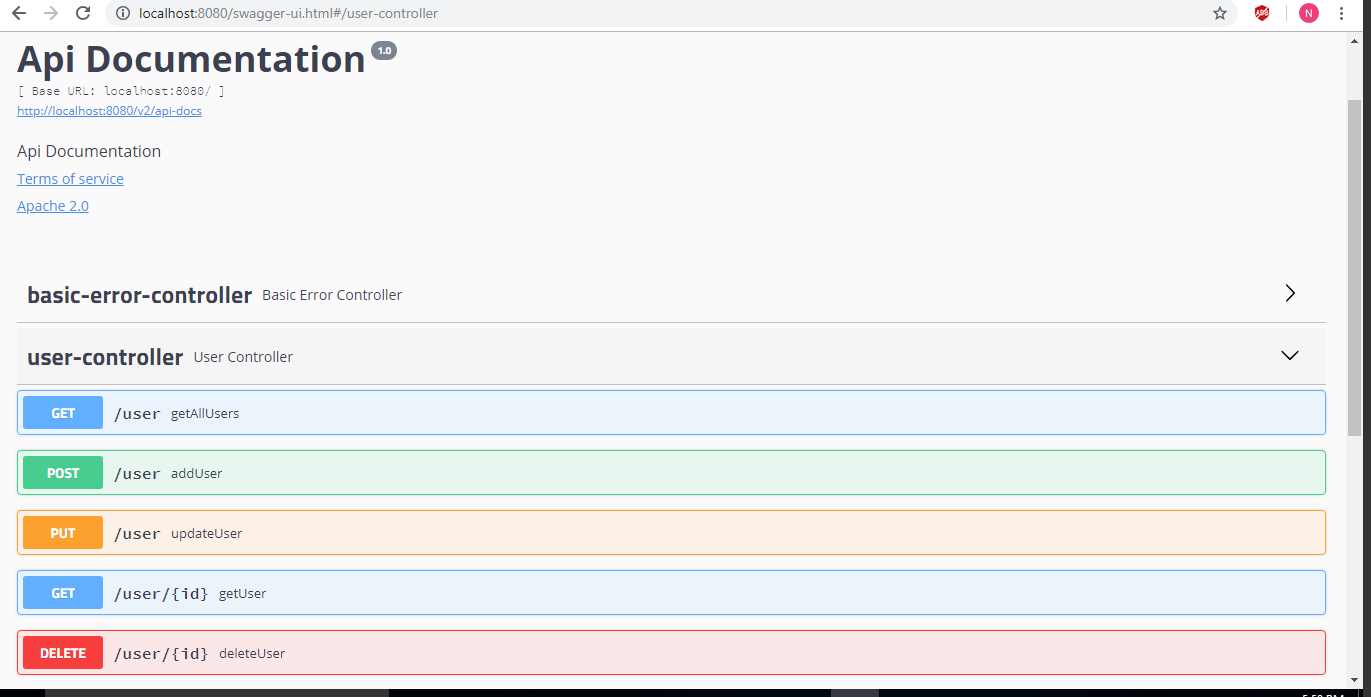 localhost:8080/swagger-ui.html#/user-controller
ABP
N
Api Documentation 1.0
[ Base URL: localhost:8080/ ]
http://localhost:8080/v2/api-docs
Api Documentation
Terms of service
Apache 2.0
basic-error-controller Basic Error Controller
user-controller User Controller
GET /user getAllUsers
POST /user addUser
PUT /user updateUser
GET /user/{id} getUser
DELETE /user/{id} deleteUser